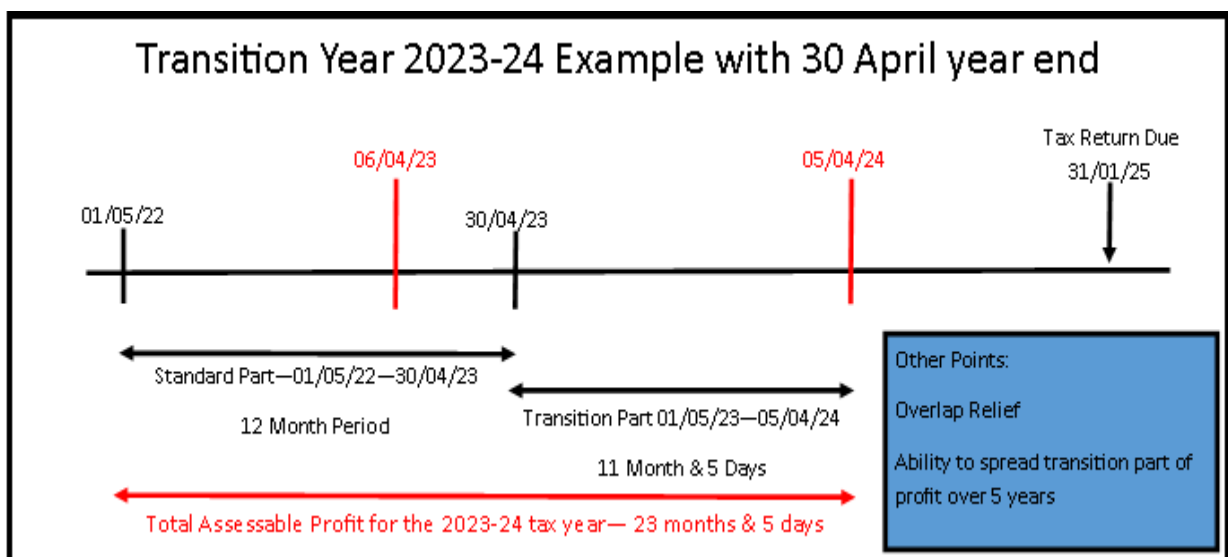 Transition Year 2023-24 Example with 30 April year end
Tax Return Due
31/01/25
06/04/23
05/04/24
01/05/22
30/04/23
Standard Part—01/05/22—30/04/23
12 Month Period
Transition Part 01/05/23—05/04/24
11 Month & 5 Days
Total Assessable Profit for the 2023-24 tax year— 23 months & 5 days
Other Points:
Overlap Relief
Ability to spread transition part of
profit over 5 years